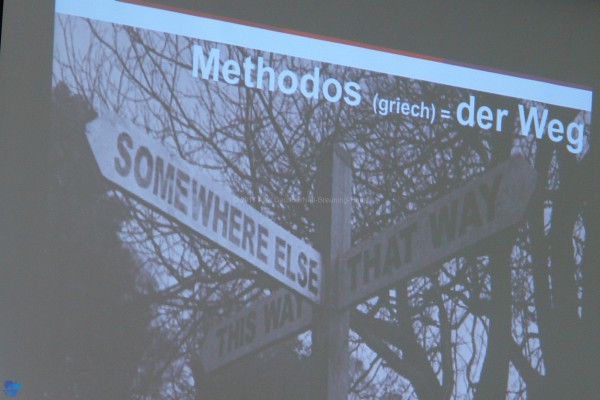 Methodos (griech) = der Weg
SOMEWHERE ELSE
THAT WAY
THIS WAY